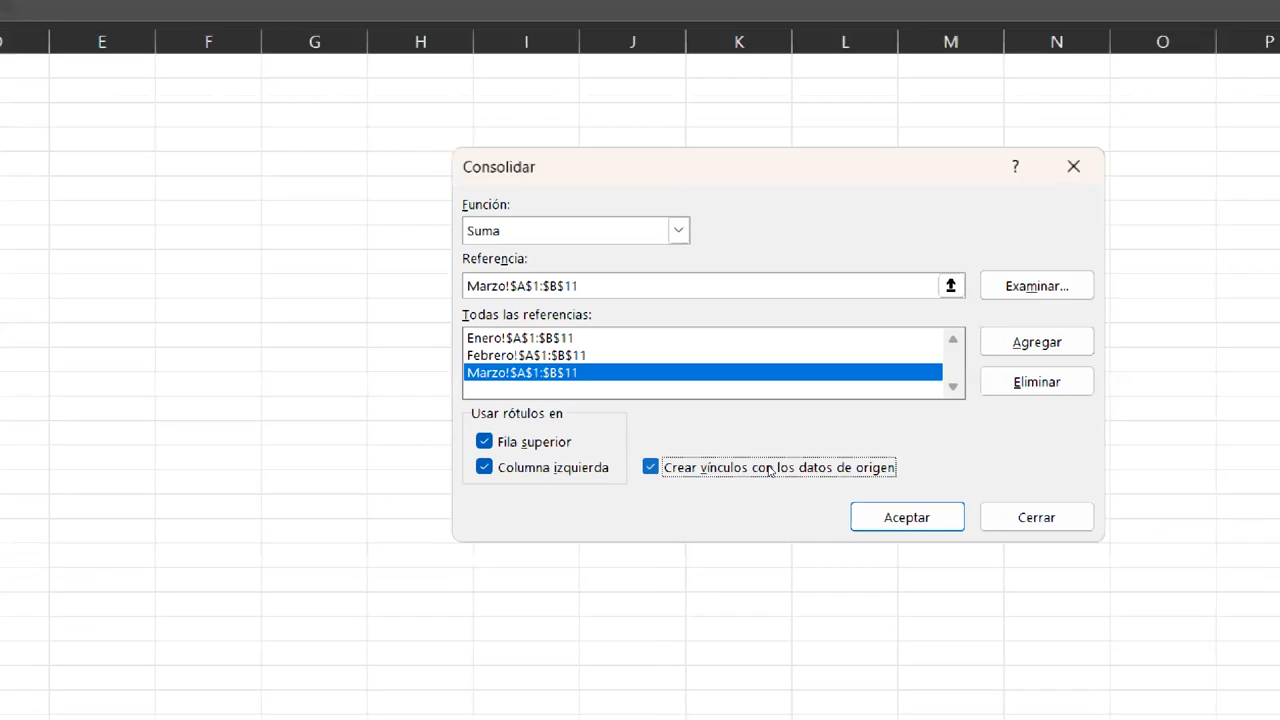 E F G H I J K L M N O P
Consolidar ?
Función:
Suma
Referencia:
Marzo!$A$1:$B$11
Examinar...
Todas las referencias:
Enero!$A$1:$B$11
Febrero!$A$1:$B$11
Marzo!$A$1:$B$11
Agregar
Eliminar
Usar rótulos en
Fila superior
Columna izquierda
Crear vínculos con los datos de origen
Aceptar
Cerrar